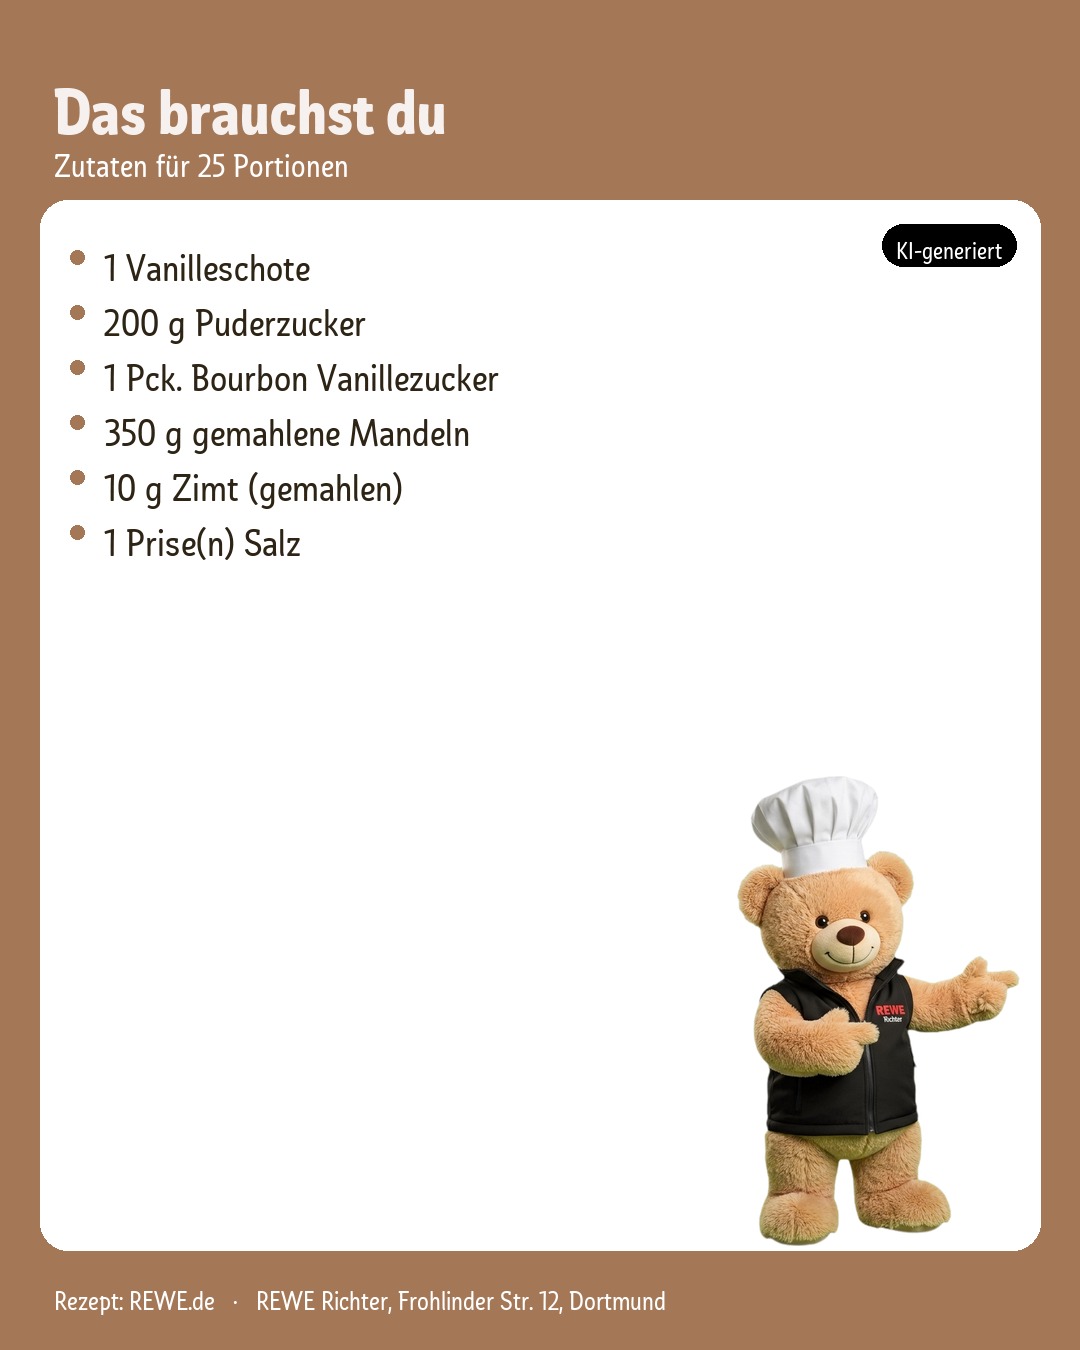 Das brauchst du
Zutaten für 25 Portionen
KI-generiert
1 Vanilleschote
200 g Puderzucker
1 Pck. Bourbon Vanillezucker
350 g gemahlene Mandeln
10 g Zimt (gemahlen)
1 Prise(n) Salz
REWE
Rezept: REWE.de · REWE Richter, Frohlinder Str. 12, Dortmund